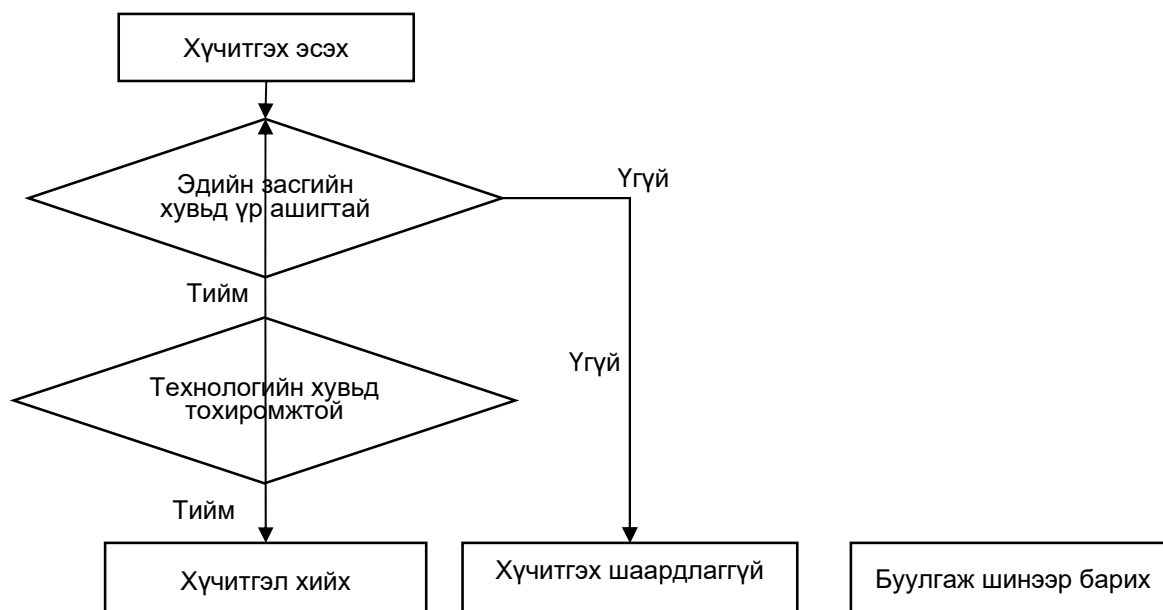 Хүчитгэх эсэх
Эдийн засгийн
хувьд үр ашигтай
Үгүй
Тийм
Үгүй
Технологийн хувьд
тохиромжтой
Тийм
Хүчитгэл хийх
Хүчитгэх шаардлаггүй
Буулгаж шинээр барих